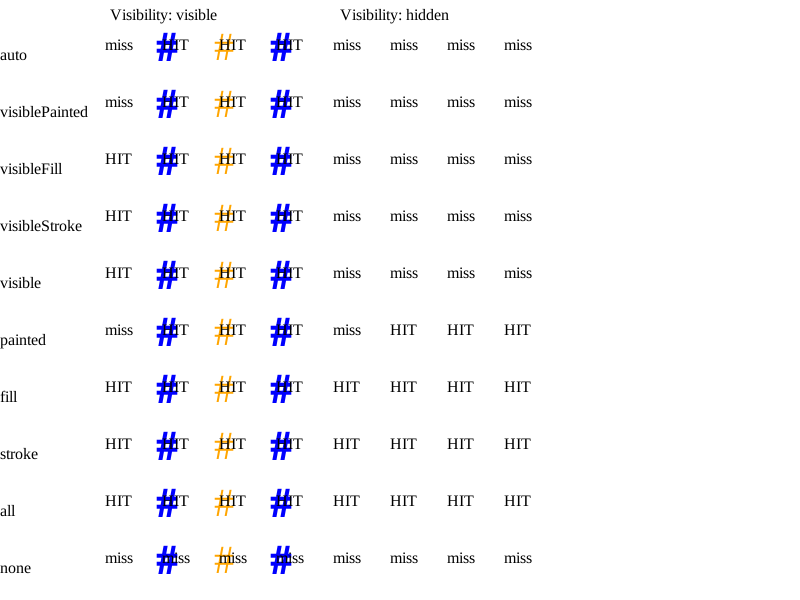 Visibility: visible Visibility: hidden
auto miss # HIT # HIT # HIT miss miss miss miss
visiblePainted miss # HIT # HIT # HIT miss miss miss miss
visibleFill HIT # HIT # HIT # HIT miss miss miss miss
visibleStroke HIT # HIT # HIT # HIT miss miss miss miss
visible HIT # HIT # HIT # HIT miss miss miss miss
painted miss # HIT # HIT # HIT miss HIT HIT HIT
fill HIT # HIT # HIT # HIT HIT HIT HIT HIT
stroke HIT # HIT # HIT # HIT HIT HIT HIT HIT
all HIT # HIT # HIT # HIT HIT HIT HIT HIT
none miss # miss # miss # miss miss miss miss miss